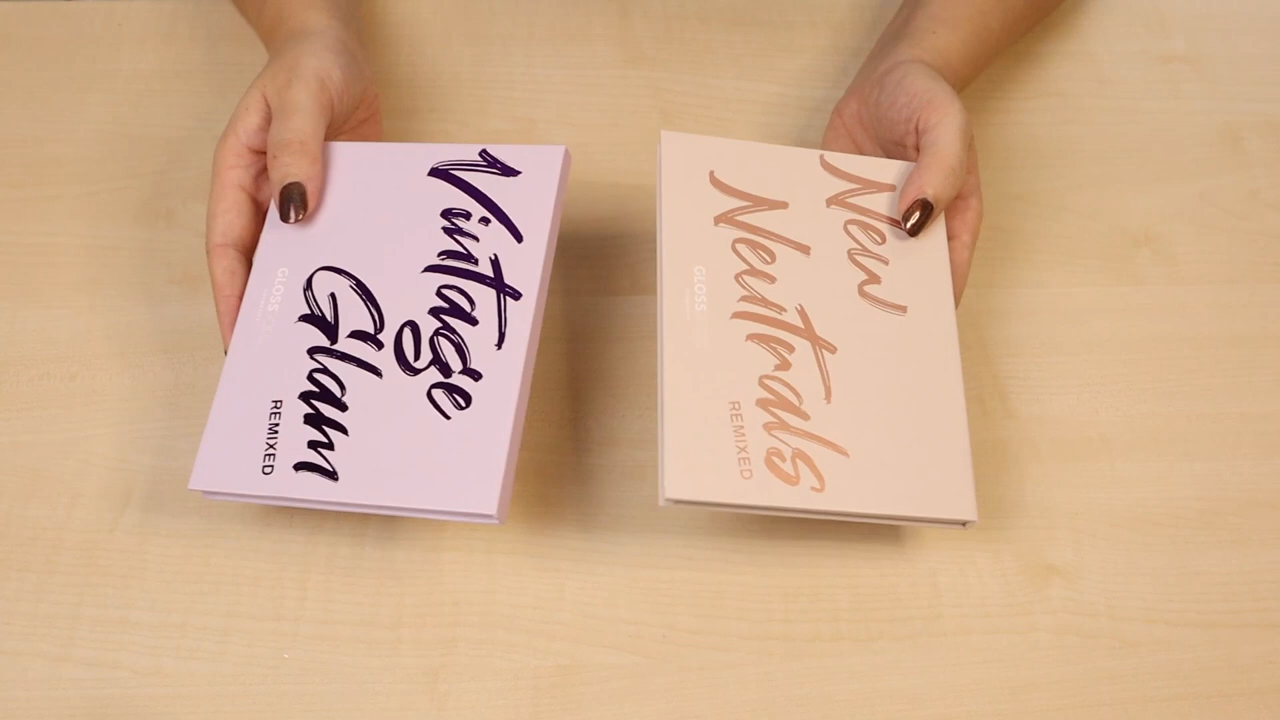 Vintage
Glam
REMIXED
GLOSS
New
Neutrals
REMIXED
GLOSS